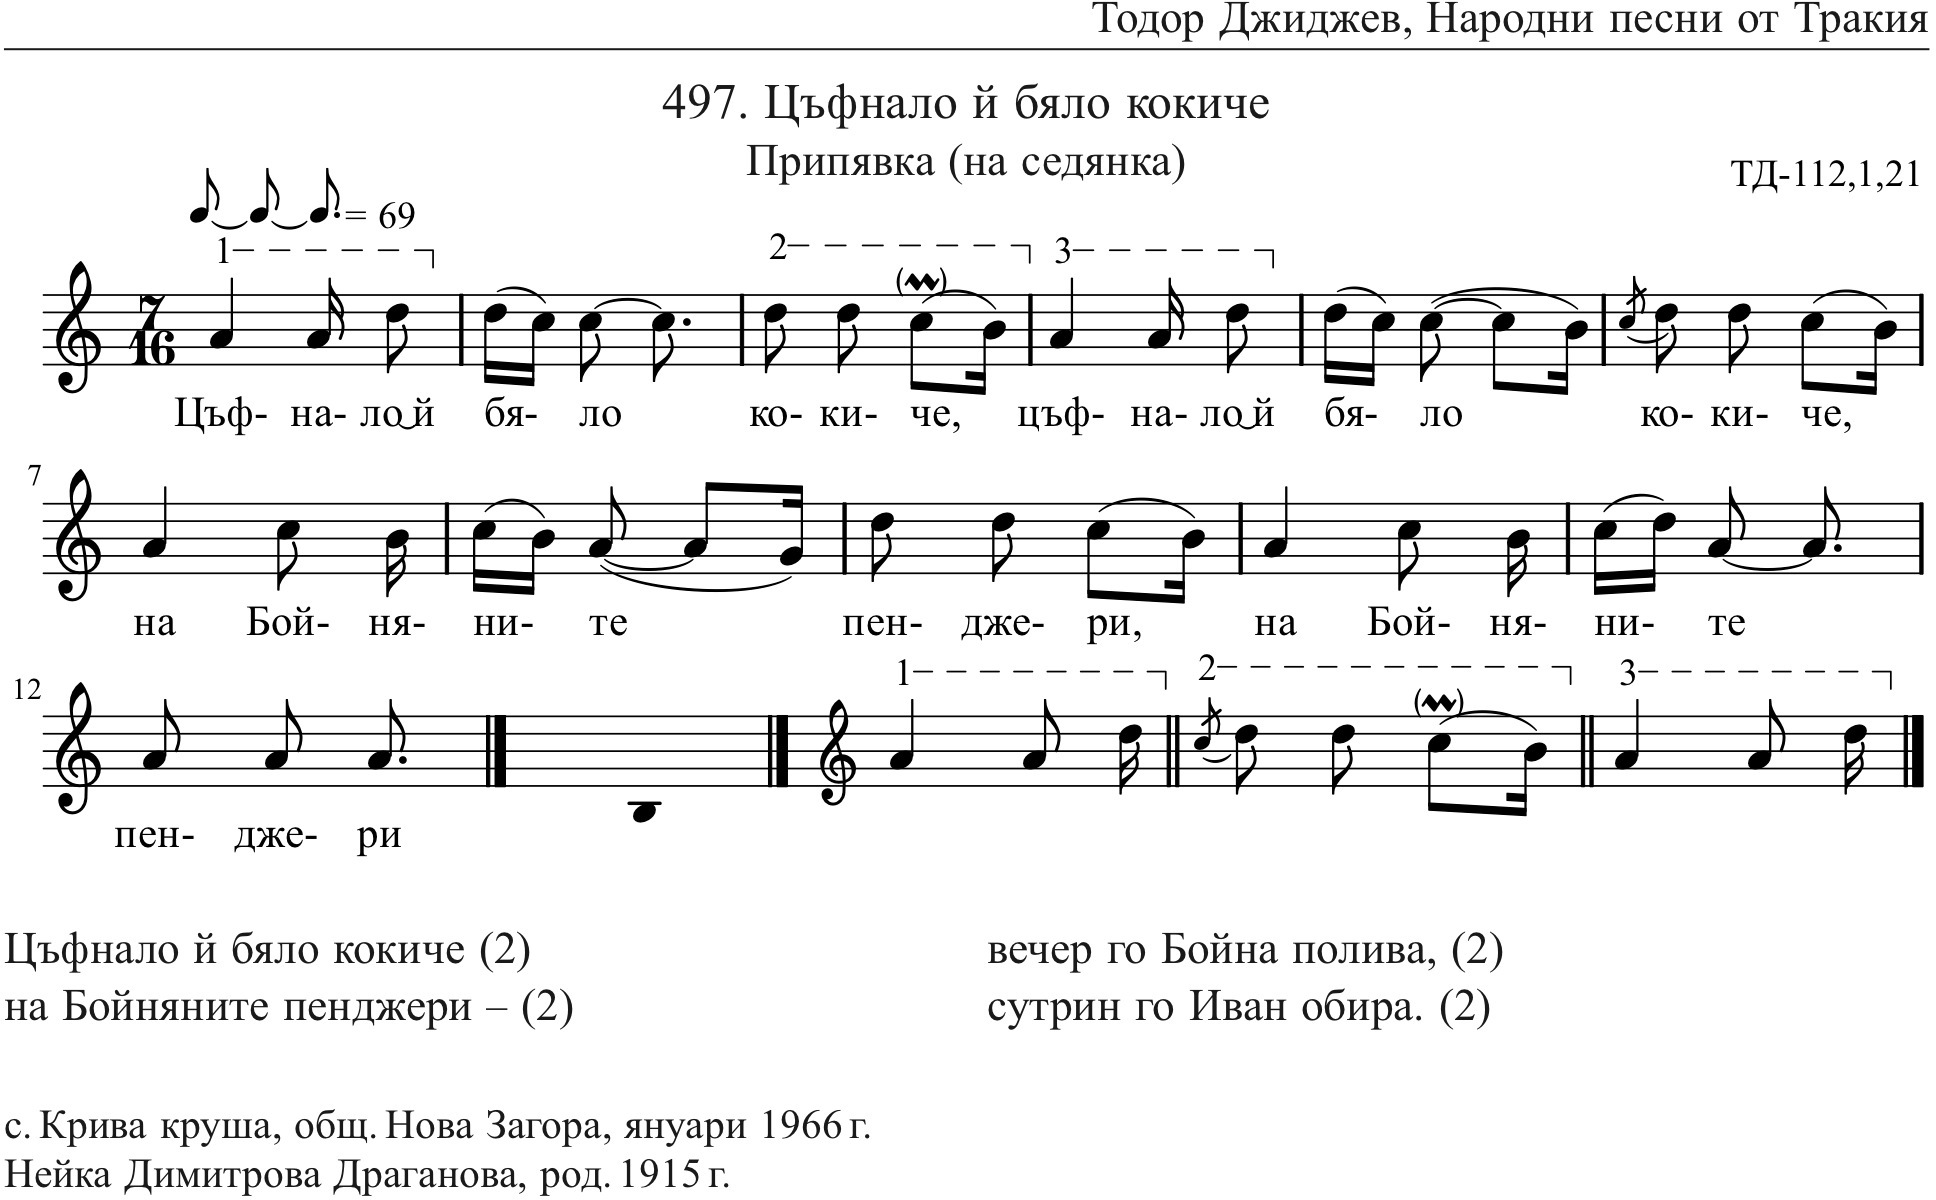 Тодор Джиджев, Народни песни от Тракия
497. Цъфнало й бяло кокиче
Припявка (на седянка)
ТД-112,1,21
= 69
1 2 3
7
16
Цъф- на- ло й бя- ло ко- ки- че, цъф- на- ло й бя- ло ко- ки- че,
7
на Бой- ня- ни- те пен- дже- ри, на Бой- ня- ни- те
12
1 2 3
пен- дже- ри
Цъфнало й бяло кокиче (2)
на Бойняните пенджери – (2)
вечер го Бойна полива, (2)
сутрин го Иван обира. (2)
с. Крива круша, общ. Нова Загора, януари 1966 г.
Нейка Димитрова Драганова, род. 1915 г.